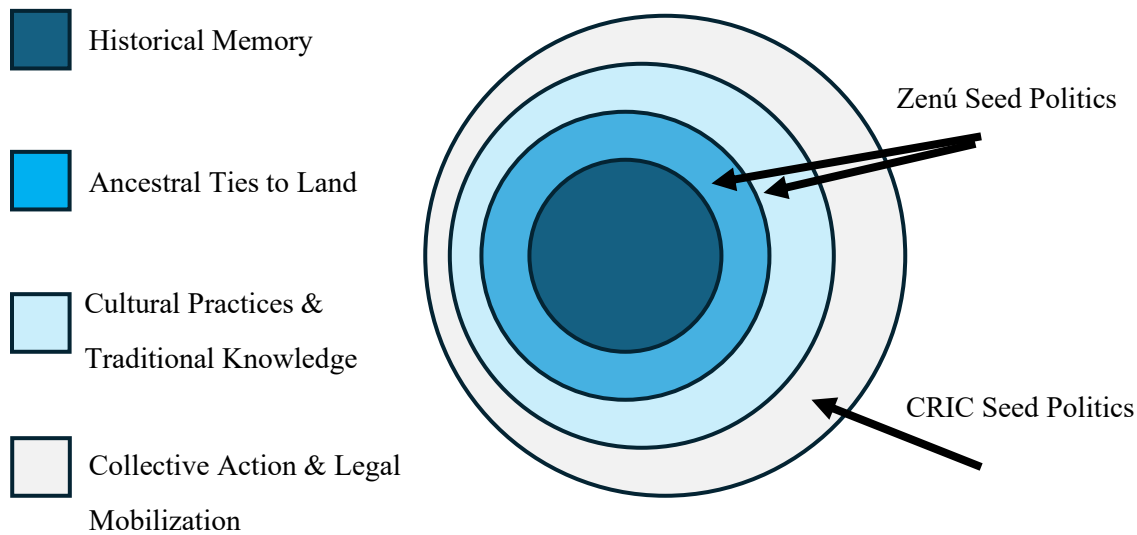 Historical Memory
Ancestral Ties to Land
Cultural Practices &
Traditional Knowledge
Collective Action & Legal
Mobilization
Zenú Seed Politics
CRIC Seed Politics